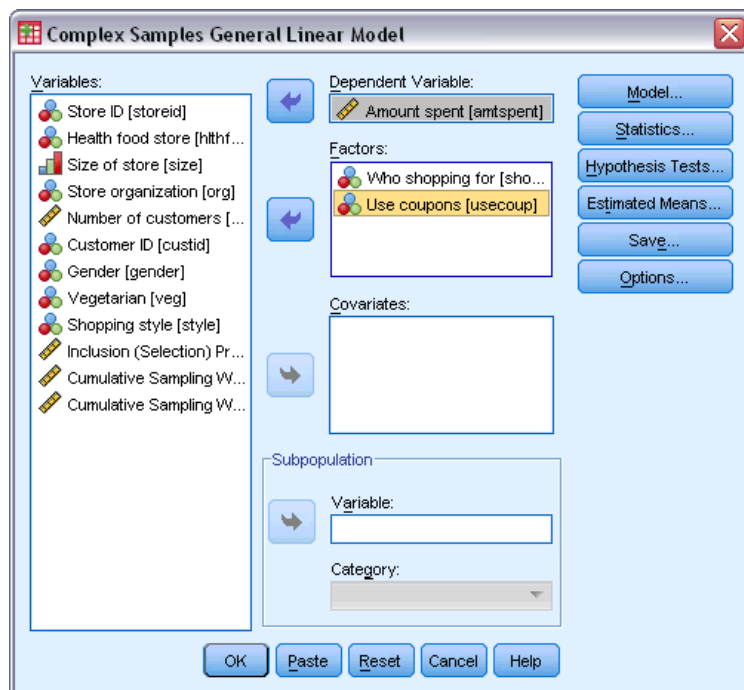 Complex Samples General Linear Model
Variables:
Store ID [storeid]
Health food store [hlthf...
Size of store [size]
Store organization [org]
Number of customers [...
Customer ID [custid]
Gender [gender]
Vegetarian [veg]
Shopping style [style]
Inclusion (Selection) Pr...
Cumulative Sampling W...
Cumulative Sampling W...
Dependent Variable:
Amount spent [amtspent]
Factors:
Who shopping for [sho...
Use coupons [usecoup]
Covariates:
Subpopulation
Variable:
Category:
Model...
Statistics...
Hypothesis Tests...
Estimated Means...
Save...
Options...
OK
Paste
Reset
Cancel
Help